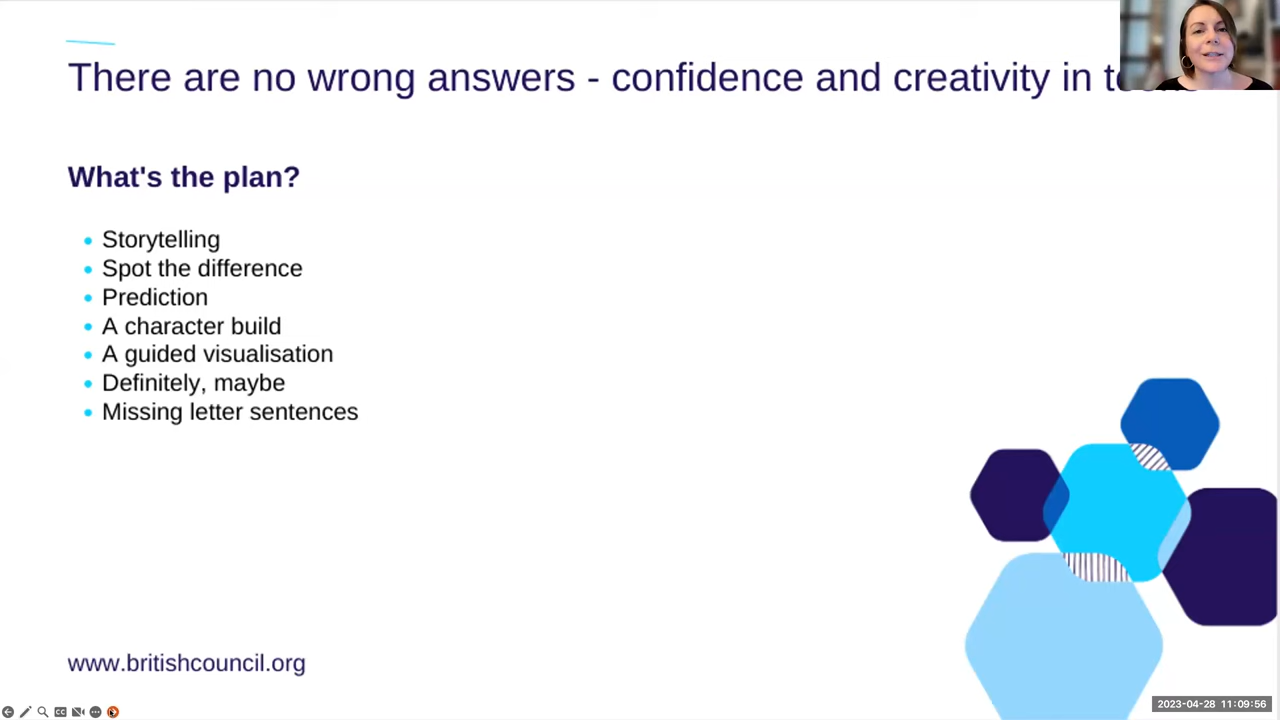 There are no wrong answers - confidence and creativity in
What's the plan?
Storytelling
Spot the difference
Prediction
A character build
A guided visualisation
Definitely, maybe
Missing letter sentences
www.britishcouncil.org
CC
2023-04-28 11:09:56